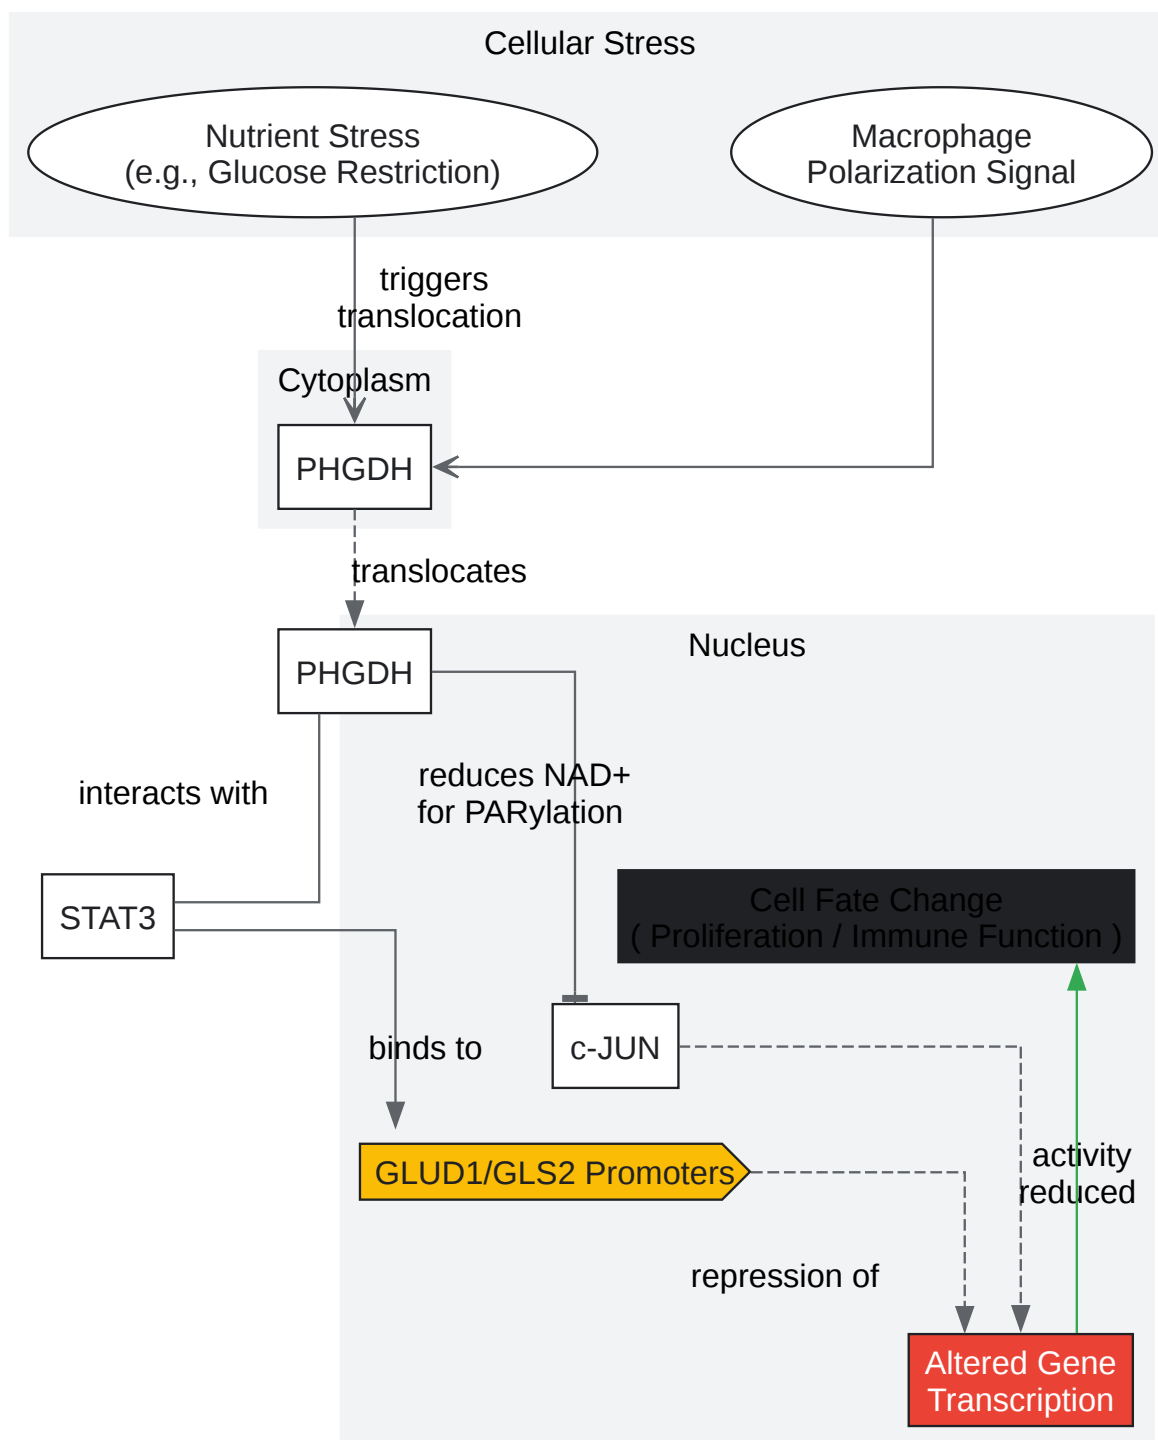 Cellular Stress
Nutrient Stress
(e.g., Glucose Restriction)
Macrophage
Polarization Signal
triggers
translocation
Cytoplasm
PHGDH
translocates
PHGDH
Nucleus
interacts with
reduces NAD+
for PARylation
STAT3
Cell Fate Change
( Proliferation / Immune Function )
binds to
c-JUN
GLUD1/GLS2 Promoters
activity
reduced
repression of
Altered Gene
Transcription